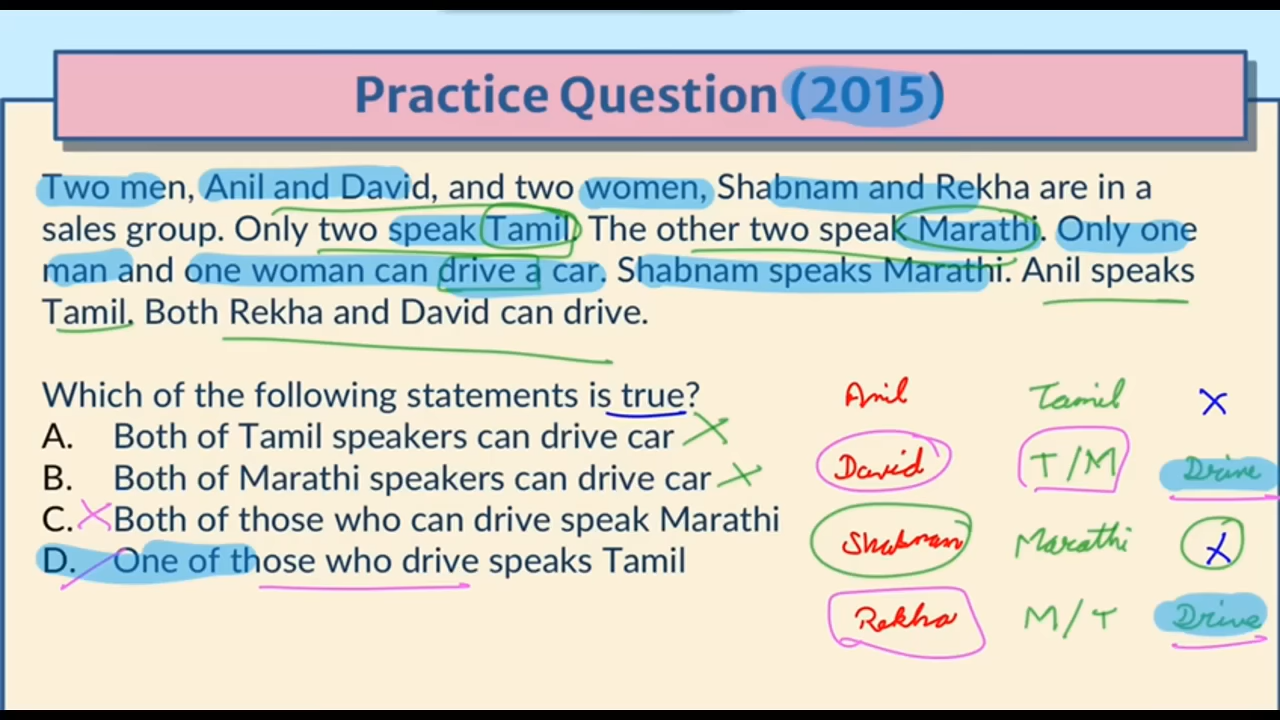 Practice Question (2015)
Two men, Anil and David, and two women, Shabnam and Rekha are in a
sales group. Only two speak Tamil. The other two speak Marathi. Only one
man and one woman can drive a car. Shabnam speaks Marathi. Anil speaks
Tamil. Both Rekha and David can drive.
Which of the following statements is true?
A. Both of Tamil speakers can drive car
B. Both of Marathi speakers can drive car
C. Both of those who can drive speak Marathi
D. One of those who drive speaks Tamil
Anil Tamil X
David T/M Drive
Shabnam Marathi X
Rekha M/T Drive